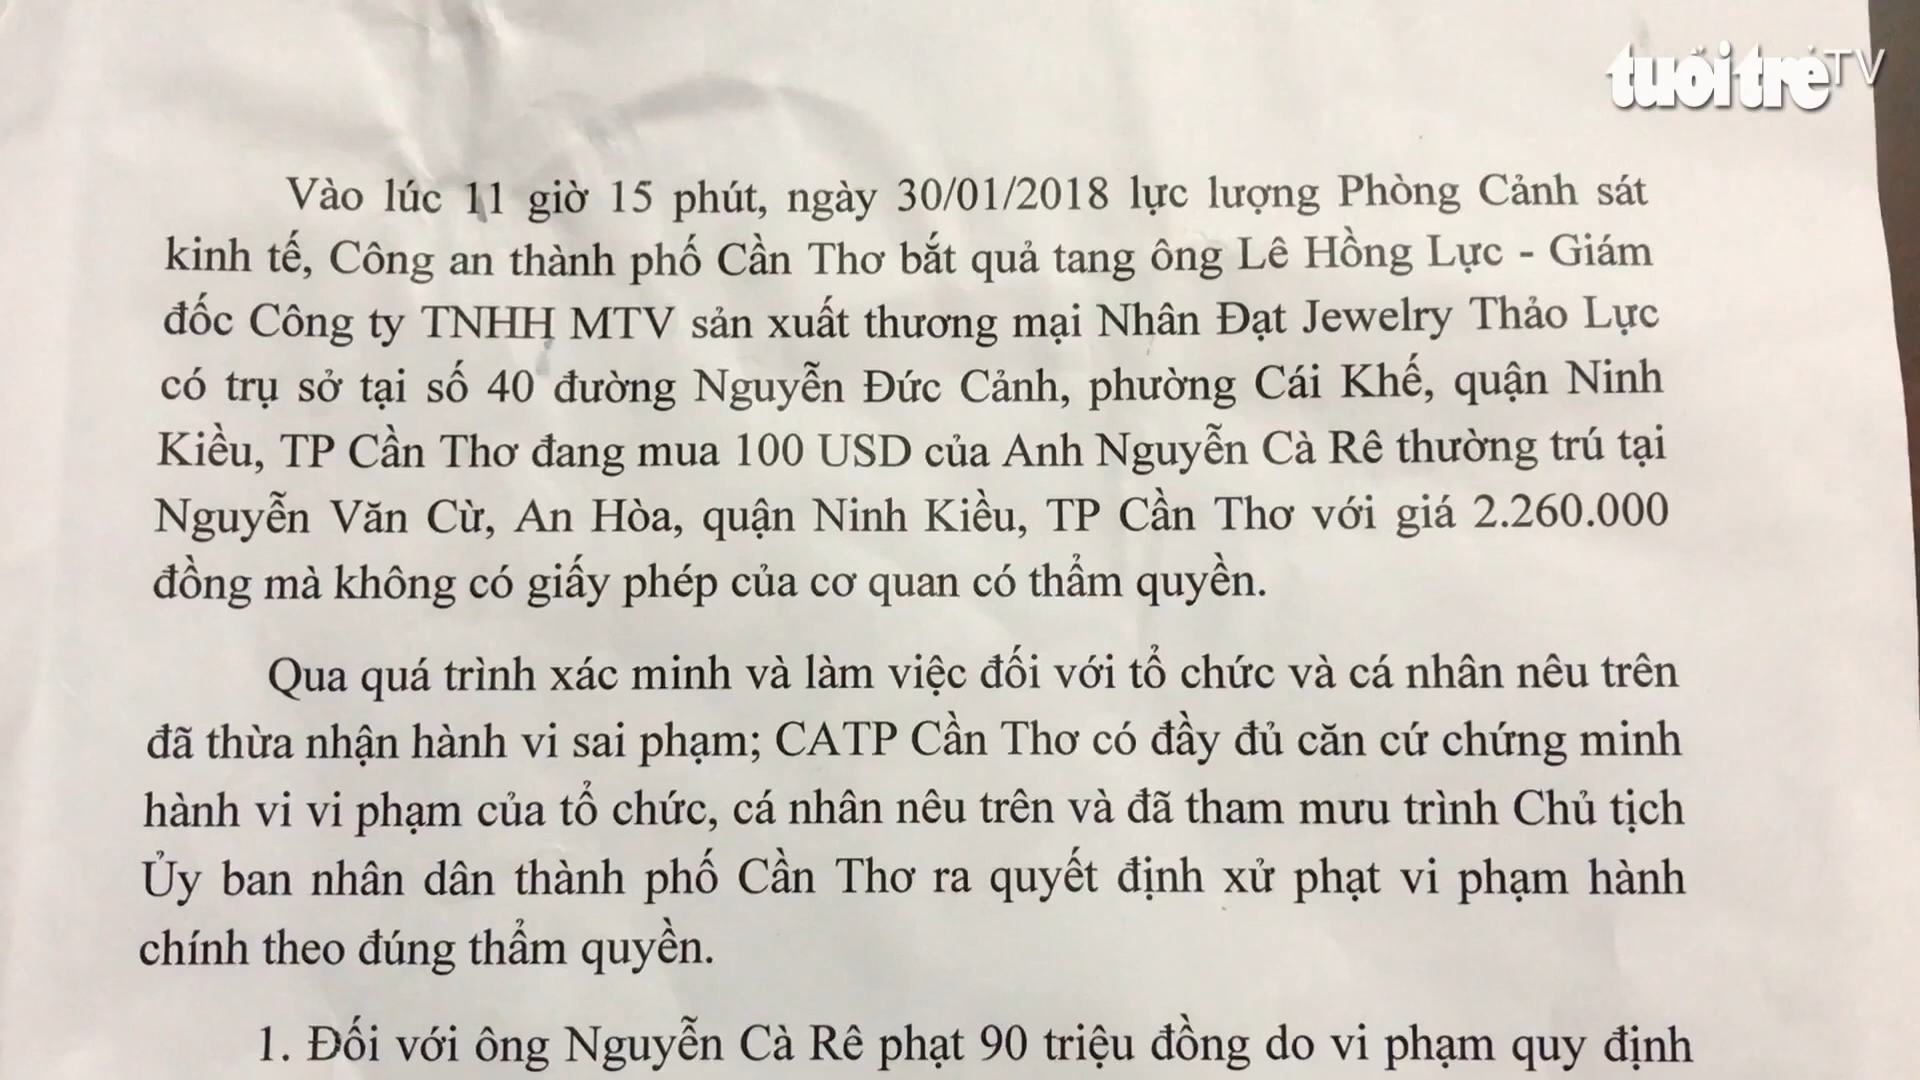 tuổi trẻ TV
Vào lúc 11 giờ 15 phút, ngày 30/01/2018 lực lượng Phòng Cảnh sát
kinh tế, Công an thành phố Cần Thơ bắt quả tang ông Lê Hồng Lực - Giám
đốc Công ty TNHH MTV sản xuất thương mại Nhân Đạt Jewelry Thảo Lực
có trụ sở tại số 40 đường Nguyễn Đức Cảnh, phường Cái Khế, quận Ninh
Kiều, TP Cần Thơ đang mua 100 USD của Anh Nguyễn Cà Rê thường trú tại
Nguyễn Văn Cừ, An Hòa, quận Ninh Kiều, TP Cần Thơ với giá 2.260.000
đồng mà không có giấy phép của cơ quan có thẩm quyền.
Qua quá trình xác minh và làm việc đối với tổ chức và cá nhân nêu trên
đã thừa nhận hành vi sai phạm; CATP Cần Thơ có đầy đủ căn cứ chứng minh
hành vi vi phạm của tổ chức, cá nhân nêu trên và đã tham mưu trình Chủ tịch
Ủy ban nhân dân thành phố Cần Thơ ra quyết định xử phạt vi phạm hành
chính theo đúng thẩm quyền.
1. Đối với ông Nguyễn Cà Rê phạt 90 triệu đồng do vi phạm quy định